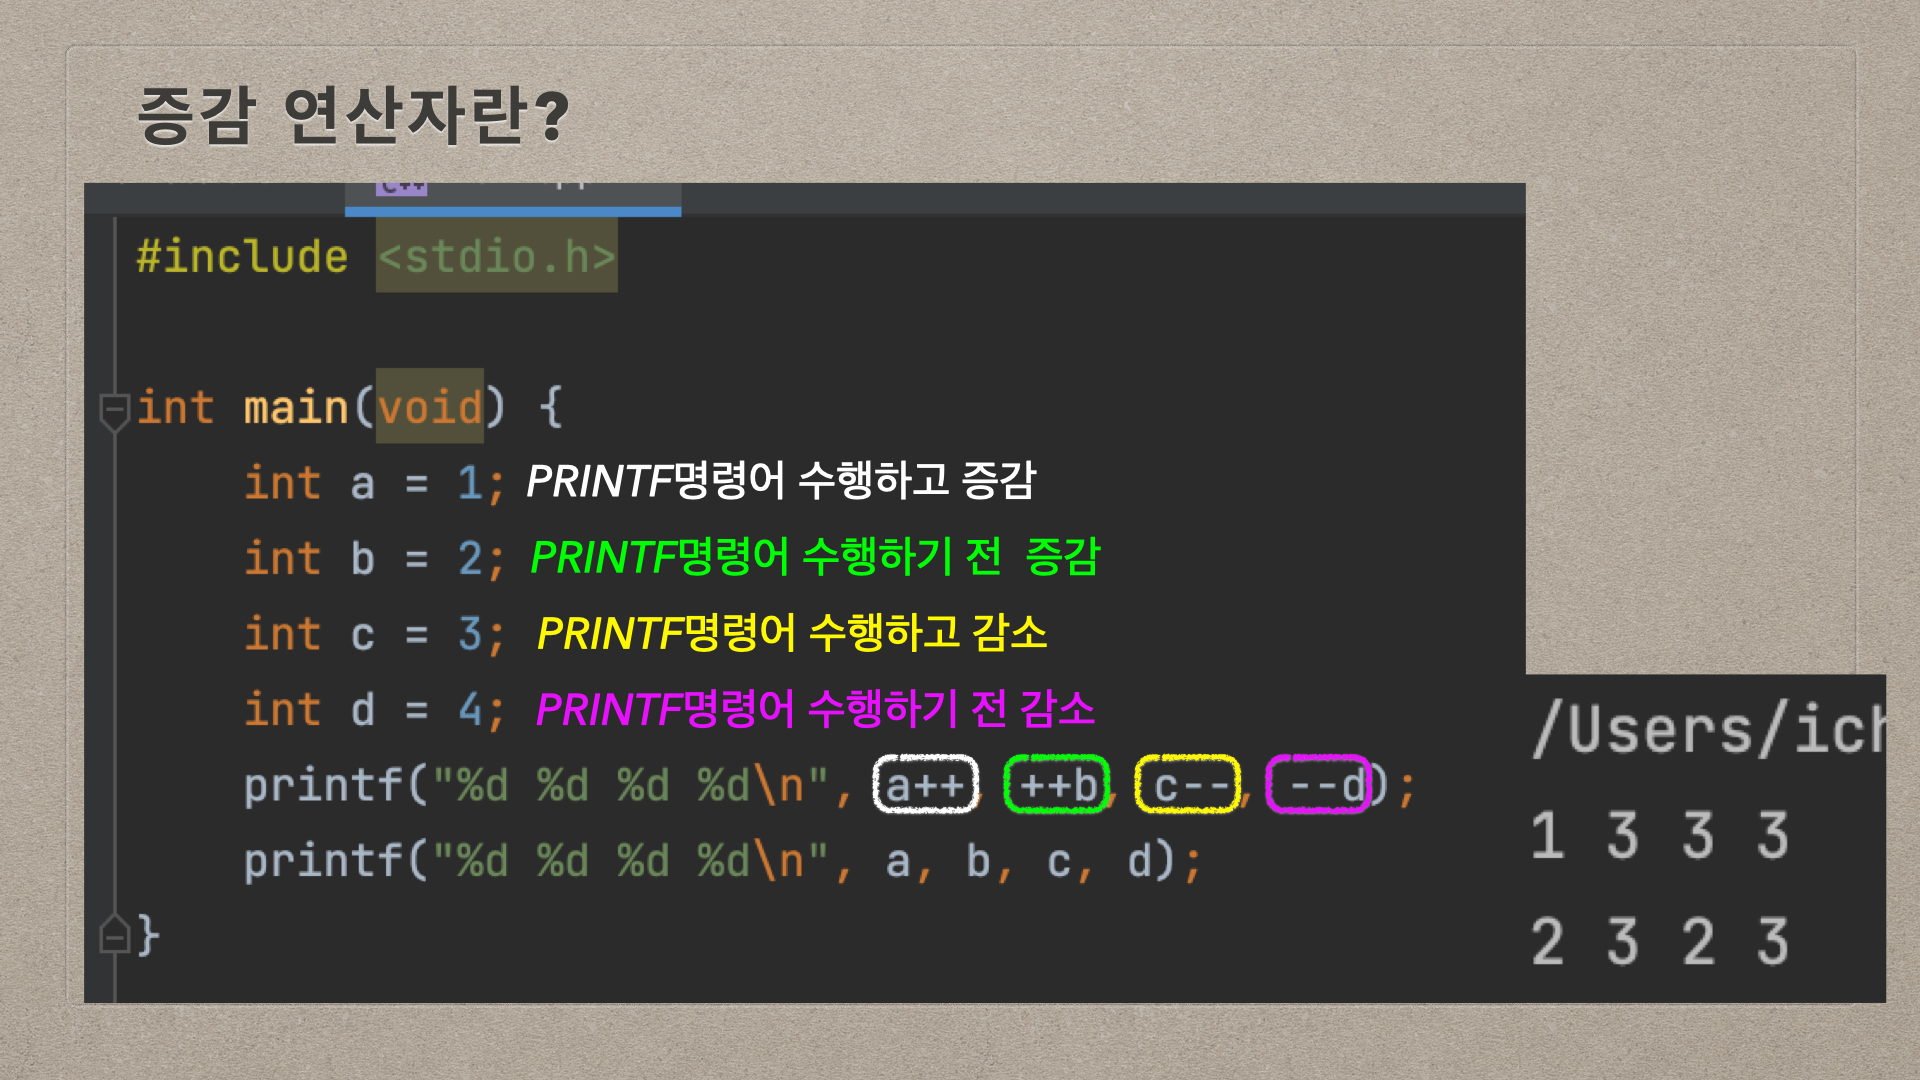 증감 연산자란?
#include <stdio.h>
int main(void) {
int a = 1; PRINTF명령어 수행하고 증감
int b = 2; PRINTF명령어 수행하기 전 증감
int c = 3; PRINTF명령어 수행하고 감소
int d = 4; PRINTF명령어 수행하기 전 감소
printf("%d %d %d %d\n", a++, ++b, c--, --d);
printf("%d %d %d %d\n", a, b, c, d);
}
/Users/ich
1 3 3 3
2 3 2 3